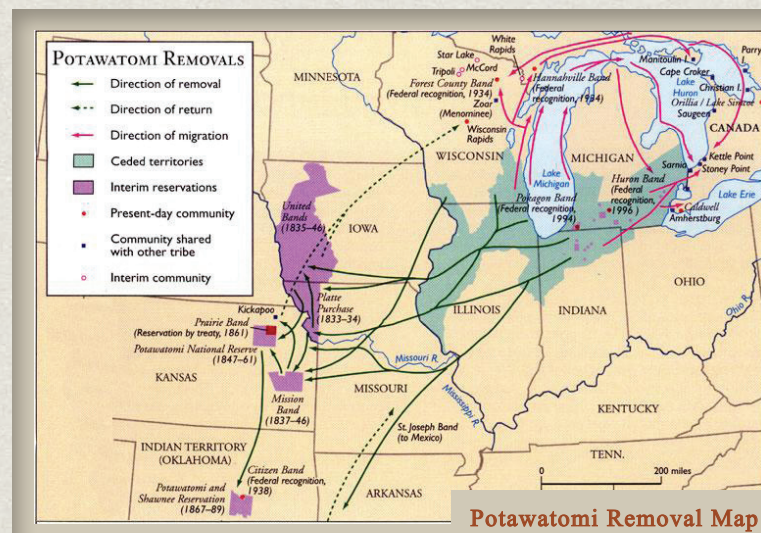 POTAWATOMI REMOVALS
Direction of removal
Direction of return
Direction of migration
Ceded territories
Interim reservations
Present-day community
Community shared
with other tribe
Interim community
MINNESOTA
White
Rapids
Star Lake
McCord
Tripoli
Forest County Band
(Federal recognition, 1934)
Zoar
(Menominee)
Wisconsin
Rapids
WISCONSIN
Hannahville Band
(Federal
recognition, 1934)
Manitoulin I.
Parry
I.
Cape Croker
Christian I.
Lake
Huron
Orillia / Lake Simcoe
Saugeen
CANADA
MICHIGAN
Lake
Michigan
Huron Band
(Federal
recognition,
1996)
Sarnia
Kettle Point
Stoney Point
Lake Erie
Caldwell
Amherstburg
Pokagon Band
(Federal recognition,
1994)
United
Bands
(1835–46)
IOWA
Platte
Purchase
(1833–34)
ILLINOIS
INDIANA
OHIO
Ohio R.
Kickapoo
Prairie Band
(Reservation by treaty, 1861)
Potawatomi National Reserve
(1847–61)
KANSAS
Mission
Band
(1837–46)
MISSOURI
Missouri R.
Mississippi R.
St. Joseph Band
(to Mexico)
KENTUCKY
TENN.
INDIAN TERRITORY
(OKLAHOMA)
Citizen Band
(Federal recognition,
1938)
Potawatomi and
Shawnee Reservation
(1867–89)
ARKANSAS
0 200 miles
Potawatomi Removal Map